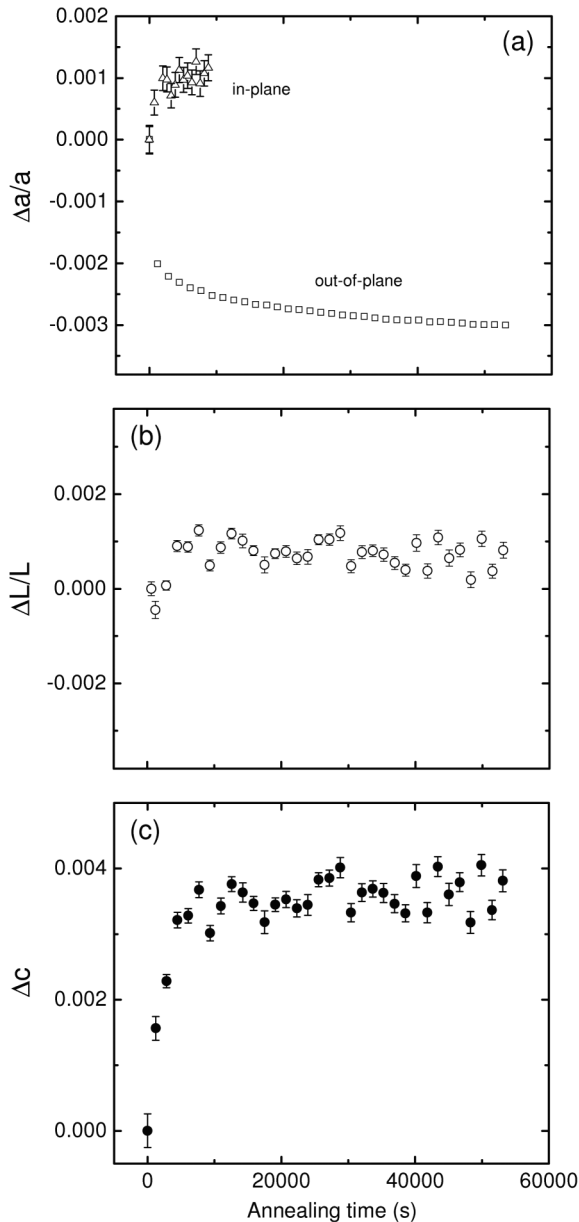 0.002
(a)
0.001
in-plane
0.000
Δa/a
-0.001
-0.002
out-of-plane
-0.003
(b)
0.002
0.000
ΔL/L
-0.002
(c)
0.004
Δc
0.002
0.000
0 20000 40000 60000
Annealing time (s)